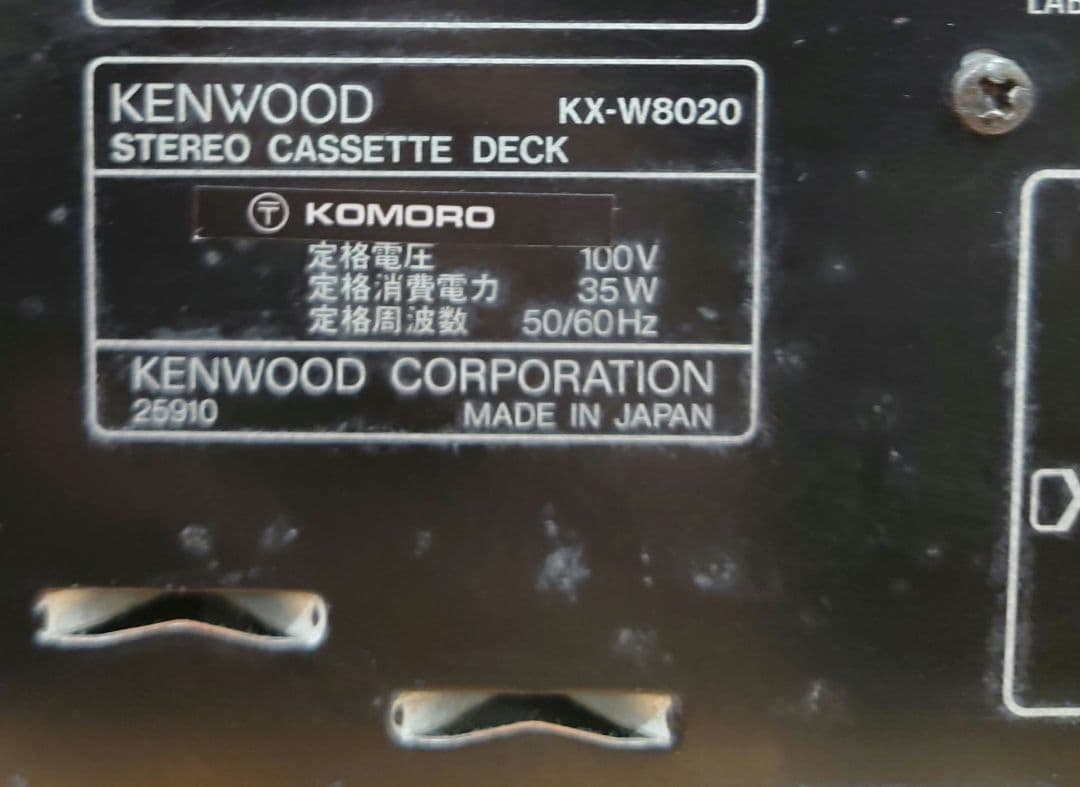 LAB
KENWOOD KX-W8020
STEREO CASSETTE DECK
〒 KOMORO
定格電圧 100V
定格消費電力 35W
定格周波数 50/60Hz
KENWOOD CORPORATION
25910 MADE IN JAPAN